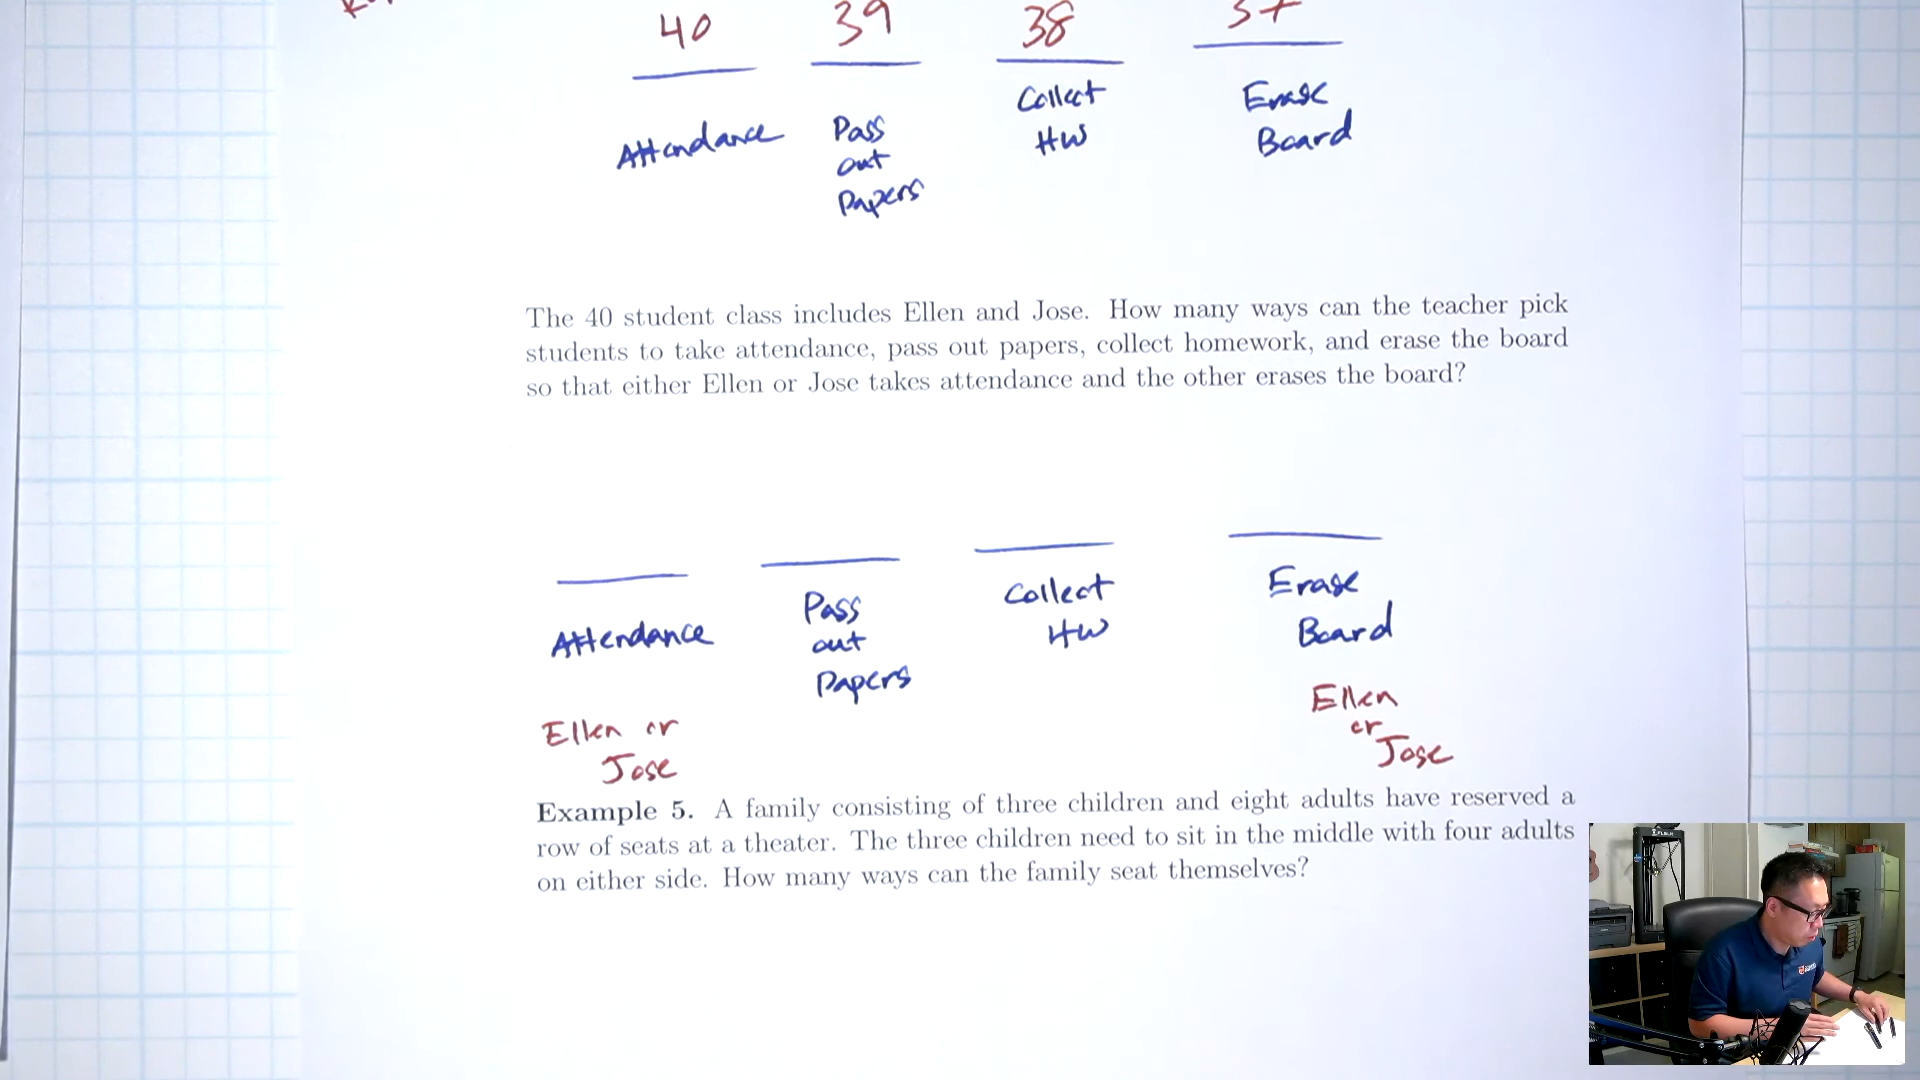 40 39 38 37
Attendance Pass out Papers Collect HW Erase Board
The 40 student class includes Ellen and Jose. How many ways can the teacher pick
students to take attendance, pass out papers, collect homework, and erase the board
so that either Ellen or Jose takes attendance and the other erases the board?
Attendance Pass out Papers Collect HW Erase Board
Ellen or
Jose
Ellen
or
Jose
Example 5. A family consisting of three children and eight adults have reserved a
row of seats at a theater. The three children need to sit in the middle with four adults
on either side. How many ways can the family seat themselves?